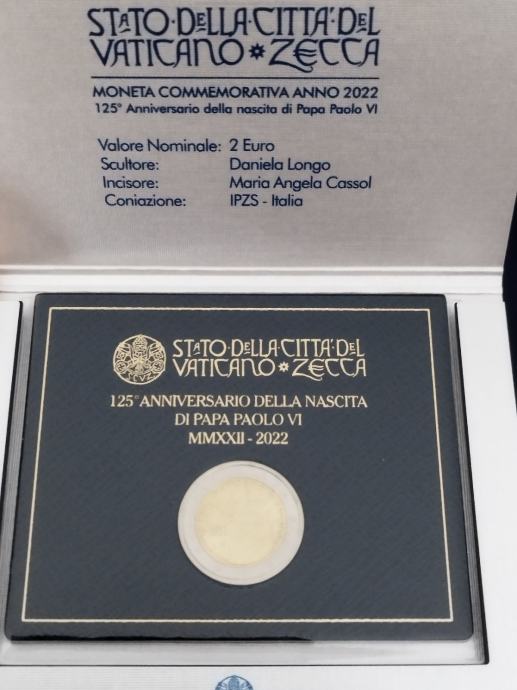 STATO·DELLA·CITTÀ·DEL
VATICANO * ZECCA
MONETA COMMEMORATIVA ANNO 2022
125° Anniversario della nascita di Papa Paolo VI
Valore Nominale: 2 Euro
Scultore: Daniela Longo
Incisore: Maria Angela Cassol
Coniazione: IPZS - Italia
STATO·DELLA·CITTÀ·DEL
VATICANO * ZECCA
125° ANNIVERSARIO DELLA NASCITA
DI PAPA PAOLO VI
MMXXII - 2022